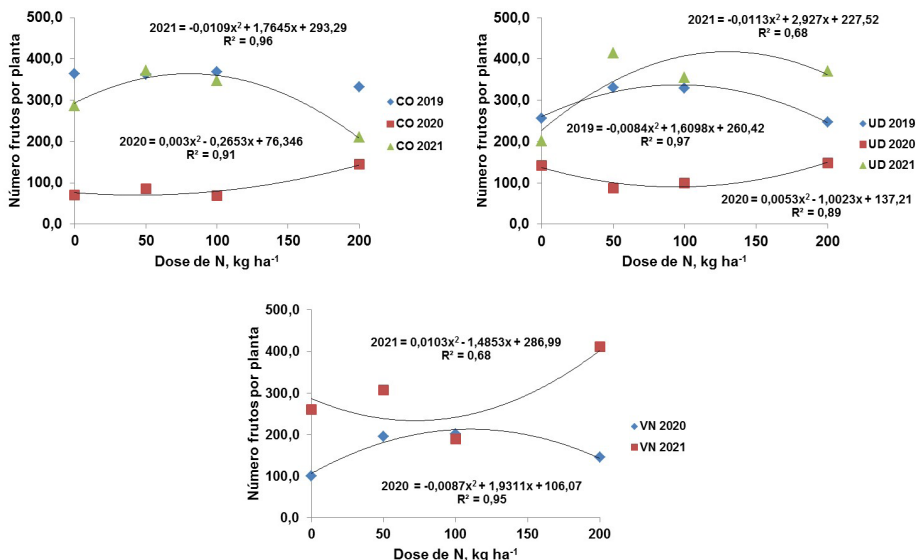 Número frutos por planta
500,0
400,0
300,0
200,0
100,0
0,0
2021 = -0,0109x² + 1,7645x + 293,29
R² = 0,96
2020 = 0,003x² - 0,2653x + 76,346
R² = 0,91
CO 2019
CO 2020
CO 2021
0 50 100 150 200
Dose de N, kg ha⁻¹
Número frutos por planta
500,0
400,0
300,0
200,0
100,0
0,0
2021 = -0,0113x² + 2,927x + 227,52
R² = 0,68
2019 = -0,0084x² + 1,6098x + 260,42
R² = 0,97
2020 = 0,0053x² - 1,0023x + 137,21
R² = 0,89
UD 2019
UD 2020
UD 2021
0 50 100 150 200
Dose de N, kg ha⁻¹
Número frutos por planta
500,0
400,0
300,0
200,0
100,0
0,0
2021 = 0,0103x² - 1,4853x + 286,99
R² = 0,68
2020 = -0,0087x² + 1,9311x + 106,07
R² = 0,95
VN 2020
VN 2021
0 50 100 150 200
Dose de N, kg ha⁻¹